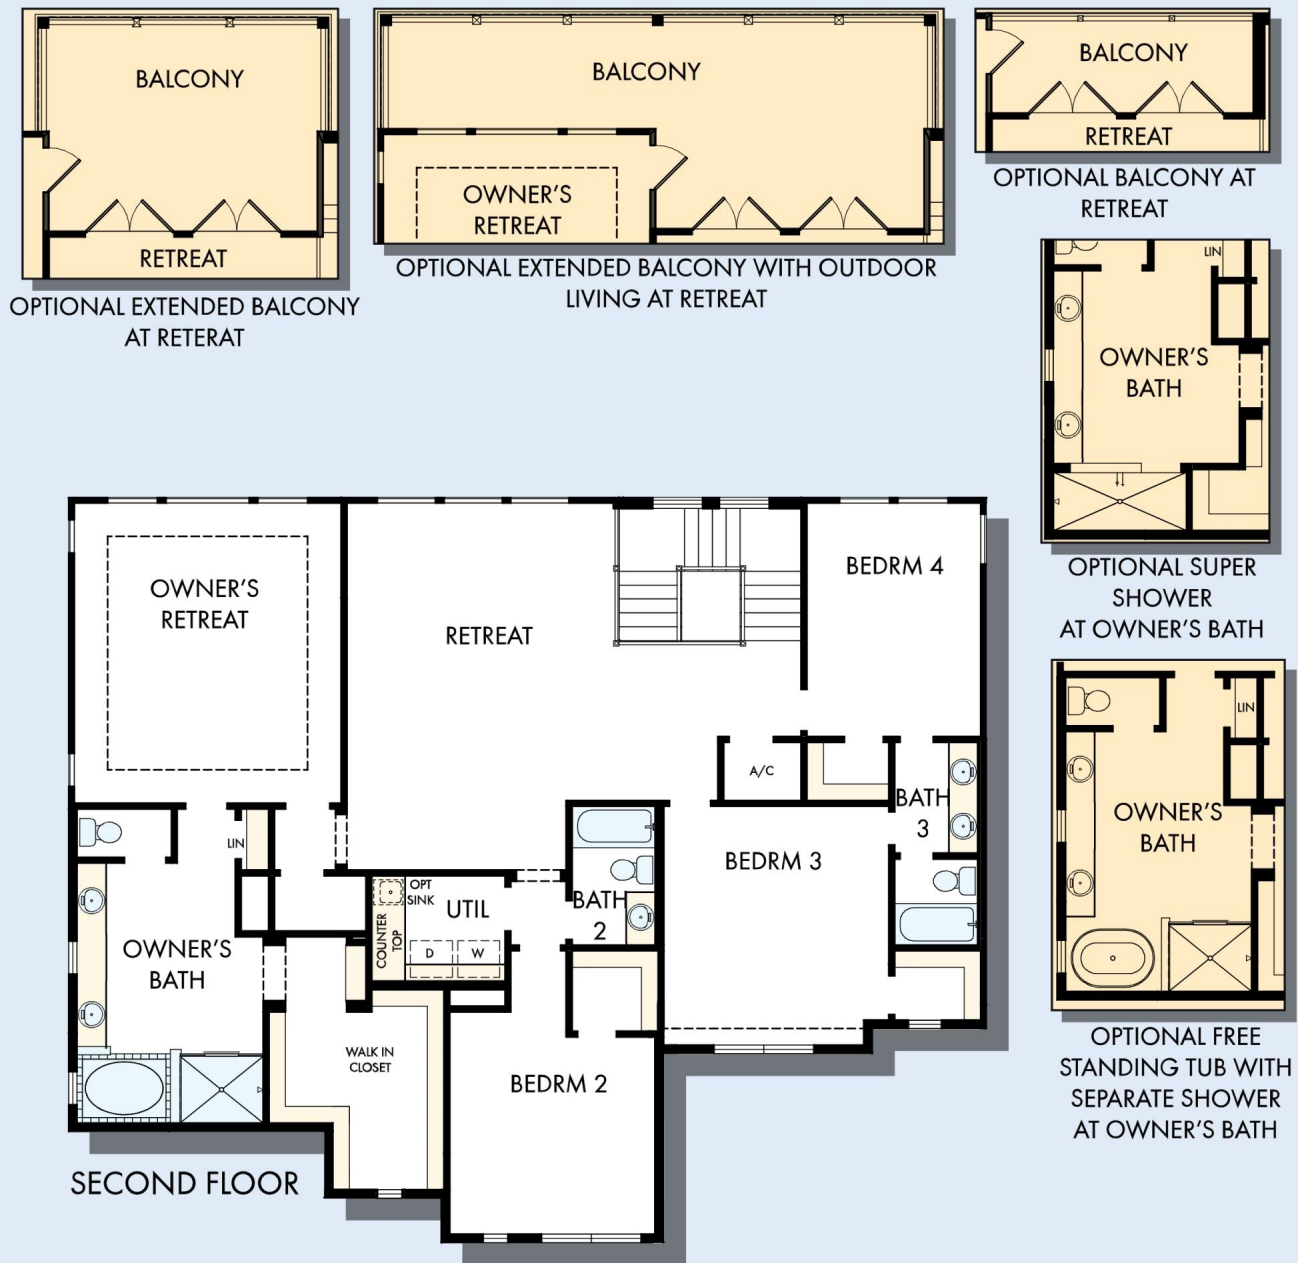 BALCONY
RETREAT
OPTIONAL EXTENDED BALCONY
AT RETERAT
BALCONY
OWNER'S
RETREAT
OPTIONAL EXTENDED BALCONY WITH OUTDOOR
LIVING AT RETREAT
BALCONY
RETREAT
OPTIONAL BALCONY AT
RETREAT
LIN
OWNER'S
BATH
OPTIONAL SUPER
SHOWER
AT OWNER'S BATH
LIN
OWNER'S
BATH
OPTIONAL FREE
STANDING TUB WITH
SEPARATE SHOWER
AT OWNER'S BATH
OWNER'S
RETREAT
RETREAT
BEDRM 4
A/C
BATH
3
LIN
BEDRM 3
OPT
SINK
UTIL
COUNTER
TOP
D
W
BATH
2
OWNER'S
BATH
WALK IN
CLOSET
BEDRM 2
SECOND FLOOR